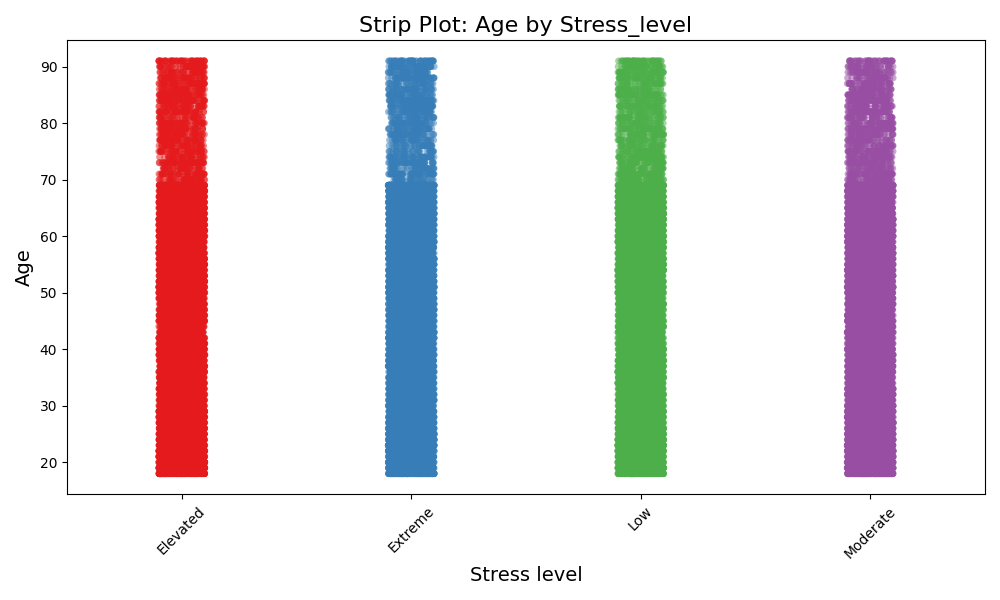 Strip Plot: Age by Stress_level
Age
90
80
70
60
50
40
30
20
Elevated
Extreme
Low
Moderate
Stress level